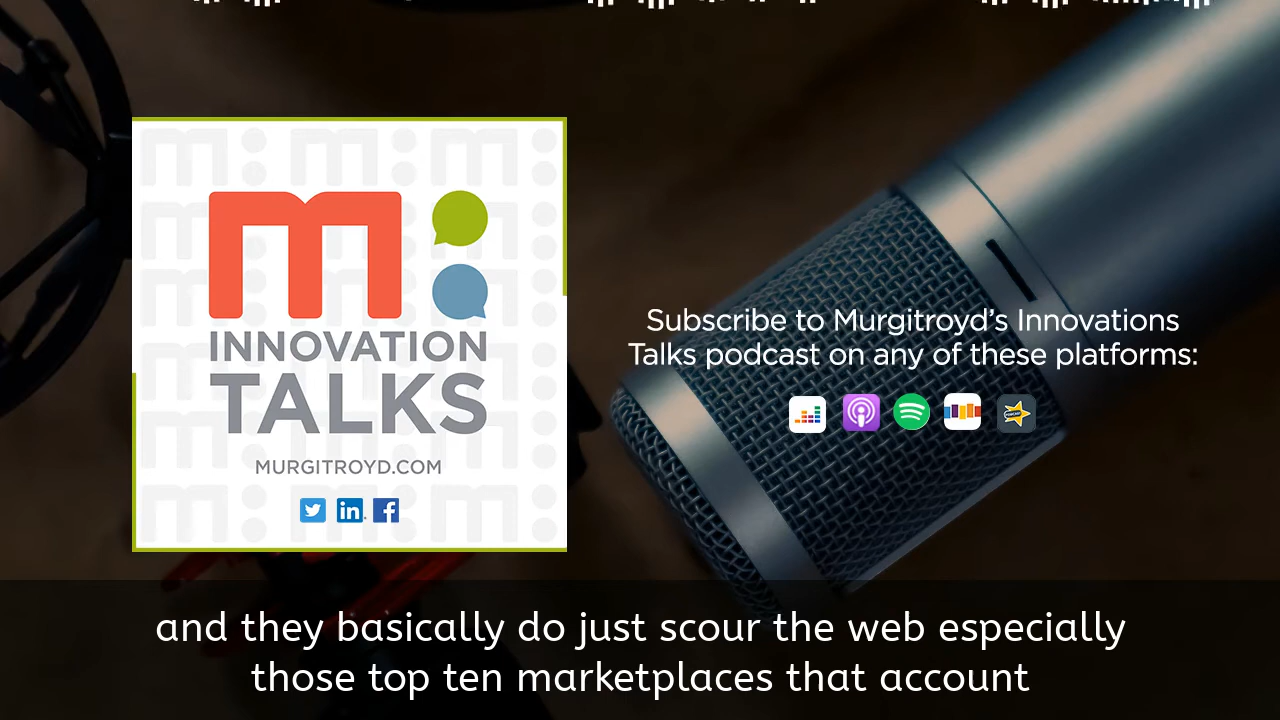 m:
INNOVATION
TALKS
MURGITROYD.COM
in
f
Subscribe to Murgitroyd's Innovations
Talks podcast on any of these platforms:
and they basically do just scour the web especially
those top ten marketplaces that account